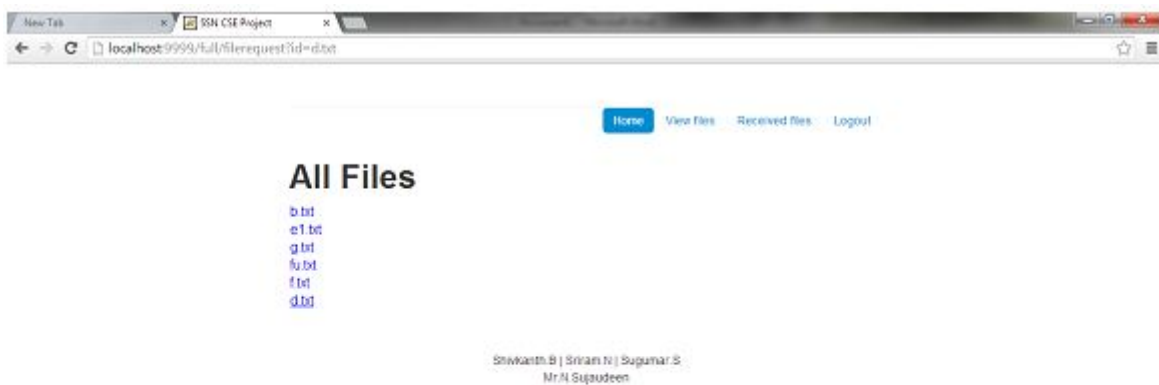 New Tab
SSN CSE Project
localhost:9999/full/filerequest?id=d.txt
Home View files Received files Logout
All Files
b.txt
e1.txt
g.txt
fu.txt
f.txt
d.txt
Shivkanth.B | Sriram.N | Sugumar.S
Mr.N.Sujaudeen